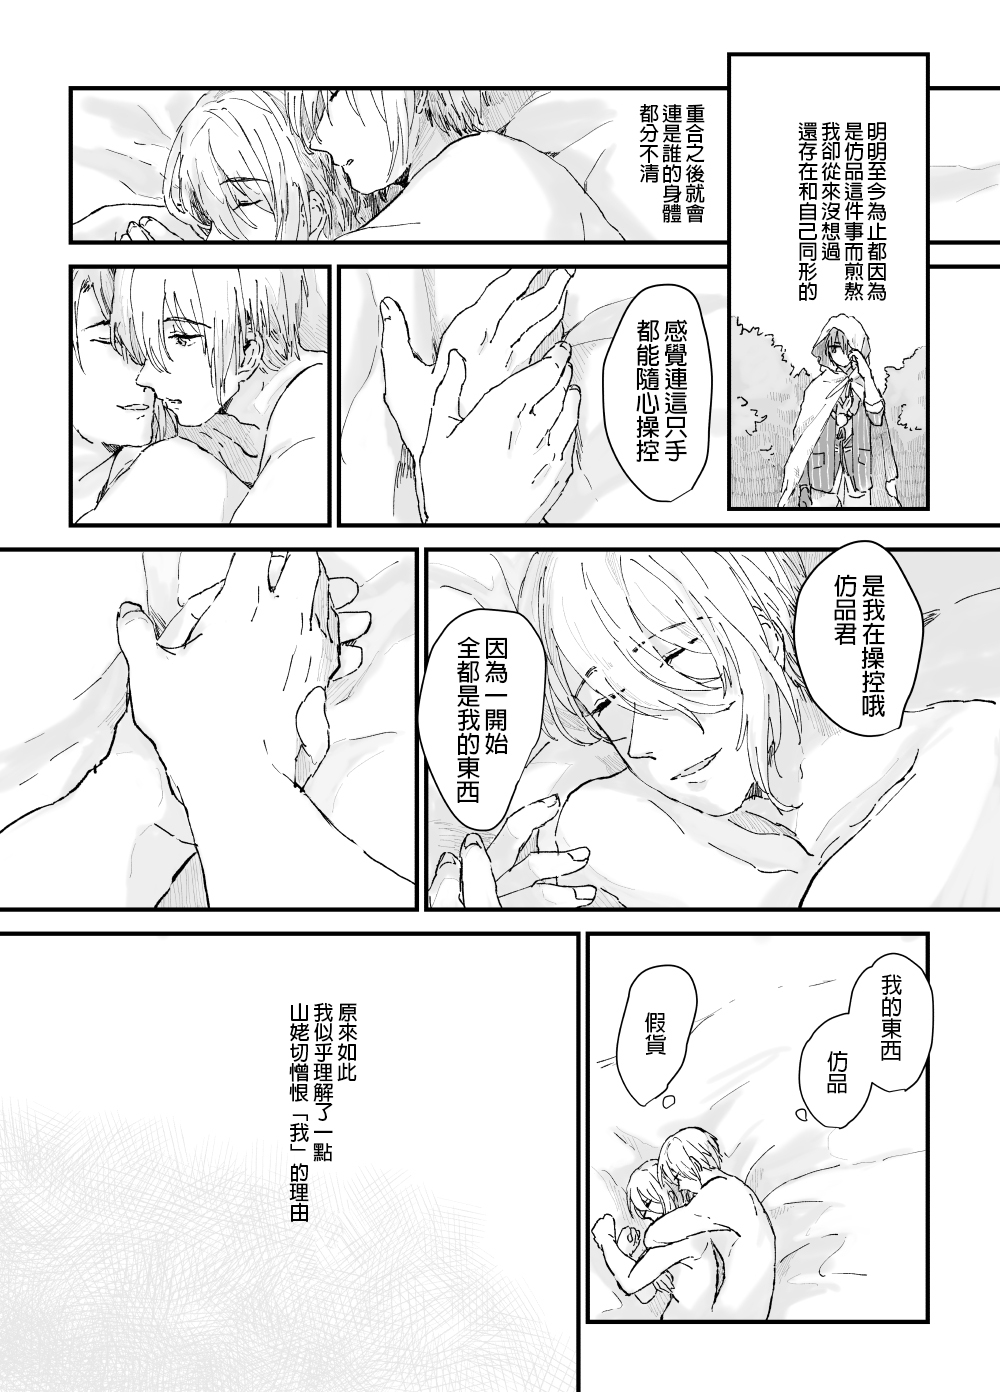 明明至今為止都因為
是仿品這件事而煎熬
我卻從來沒想過
還存在和自己同形的
重合之後就會
連是誰的身體
都分不清
感覺連這只手
都能隨心操控
是我在操控哦
仿品君
因為一開始
全都是我的東西
我的東西
仿品
假貨
原來如此
我似乎理解了一點
山姥切憎恨「我」的理由